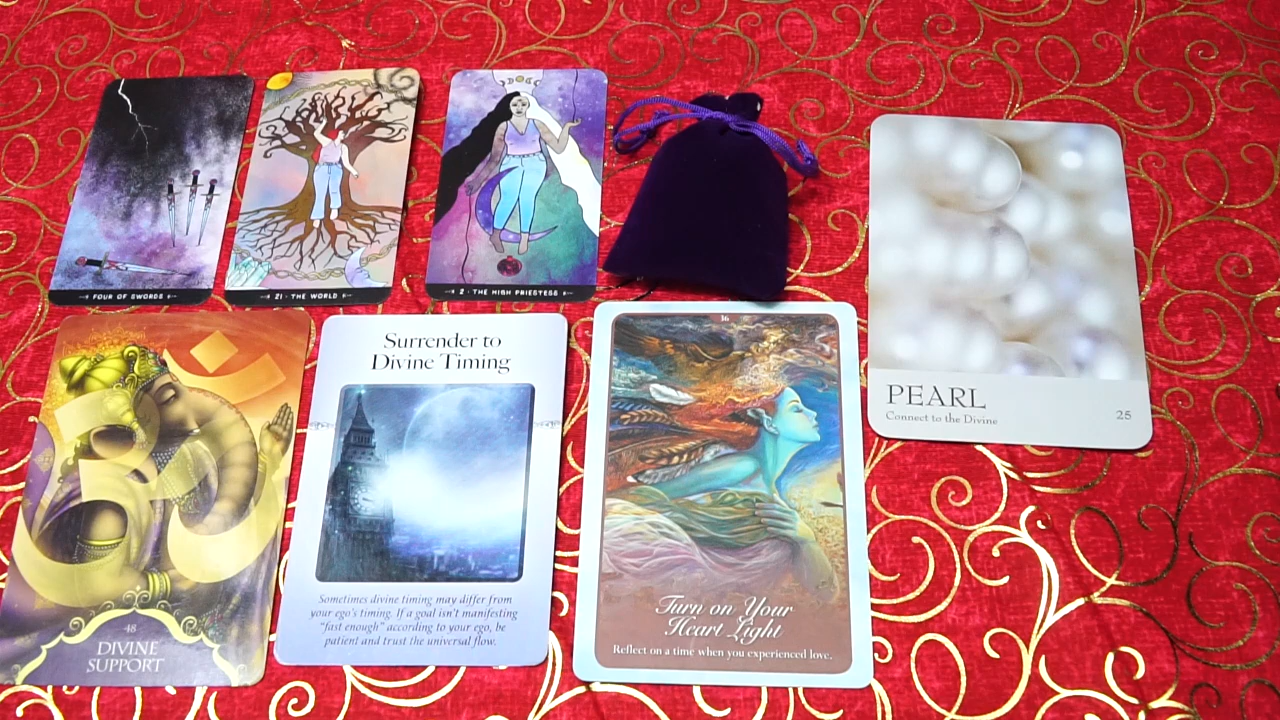 FOUR OF SWORDS
21 · THE WORLD
2 · THE HIGH PRIESTESS
PEARL
Connect to the Divine
25
48
DIVINE
SUPPORT
Surrender to
Divine Timing
Sometimes divine timing may differ from
your ego's timing. If a goal isn't manifesting
"fast enough" according to your ego, be
patient and trust the universal flow.
36
Turn on Your
Heart Light
Reflect on a time when you experienced love.